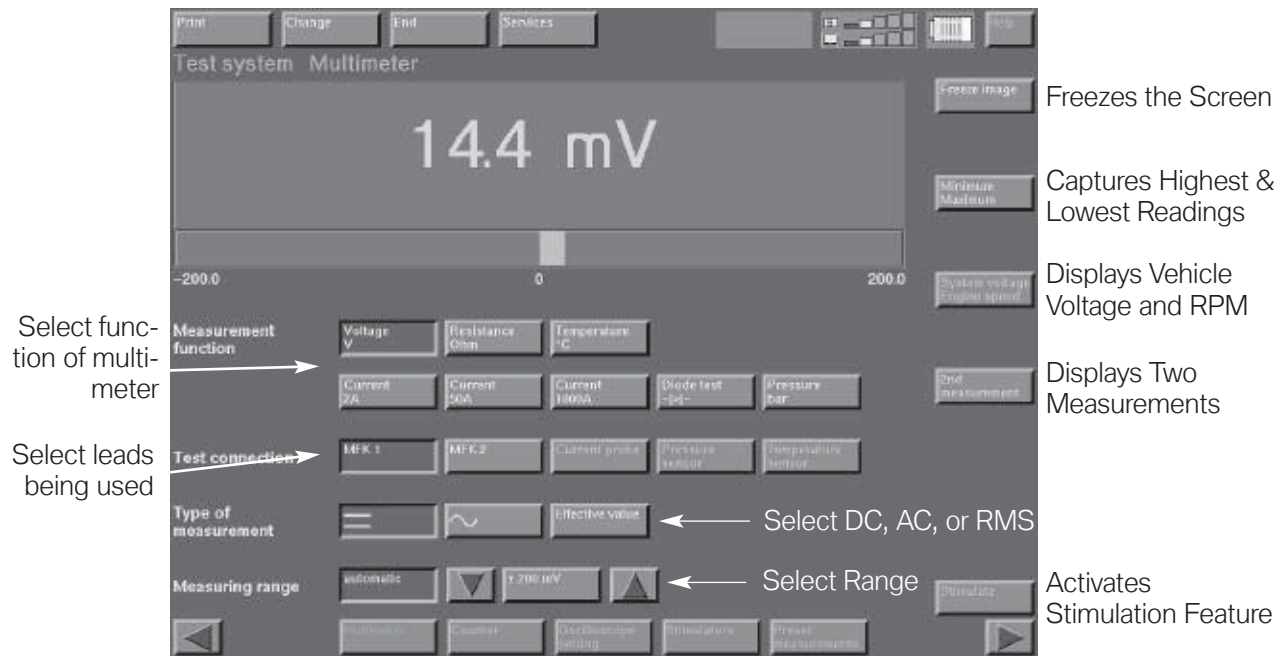 Print Change End Services Help
Test system Multimeter
Freeze image
Freezes the Screen
14.4 mV
Minimum
Maximum
Captures Highest &
Lowest Readings
-200.0 0 200.0
System voltage
Engine speed
Displays Vehicle
Voltage and RPM
Select func-
tion of multi-
meter
Measurement
function
Voltage
V
Resistance
Ohm
Temperature
°C
Current
2A
Current
50A
Current
1000A
Diode test
-|>|-
Pressure
bar
2nd
measurement
Displays Two
Measurements
Select leads
being used
Test connection
MFK 1
MFK 2
Current probe
Pressure
sensor
Temperature
sensor
Type of
measurement
Effective value
Select DC, AC, or RMS
Measuring range
automatic
± 200 mV
Select Range
Stimulate
Activates
Stimulation Feature
Multimeter
Counter
Oscilloscope
setting
Stimulators
Preset
measurements